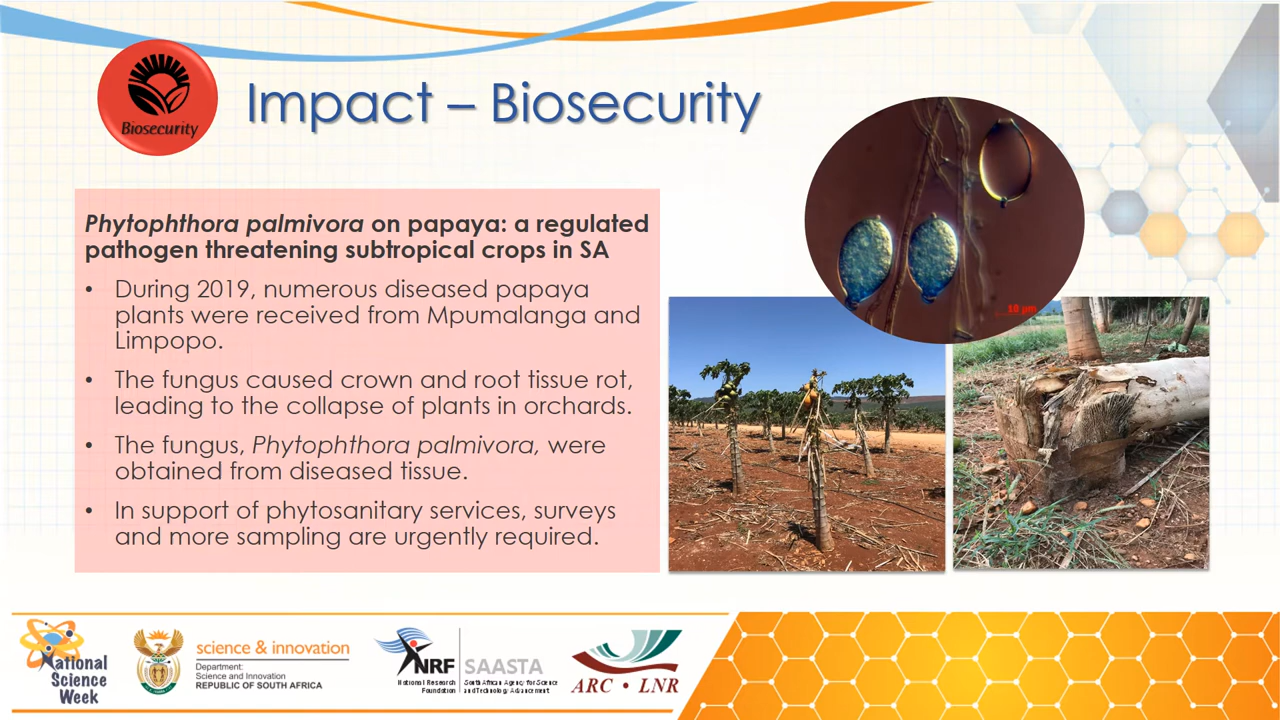 Biosecurity
Impact – Biosecurity
Phytophthora palmivora on papaya: a regulated
pathogen threatening subtropical crops in SA
• During 2019, numerous diseased papaya
plants were received from Mpumalanga and
Limpopo.
• The fungus caused crown and root tissue rot,
leading to the collapse of plants in orchards.
• The fungus, Phytophthora palmivora, were
obtained from diseased tissue.
• In support of phytosanitary services, surveys
and more sampling are urgently required.
10 µm
National
Science
Week
science & innovation
Department:
Science and Innovation
REPUBLIC OF SOUTH AFRICA
NRF
National Research
Foundation
SAASTA
South African Agency for Science
and Technology Advancement
ARC • LNR